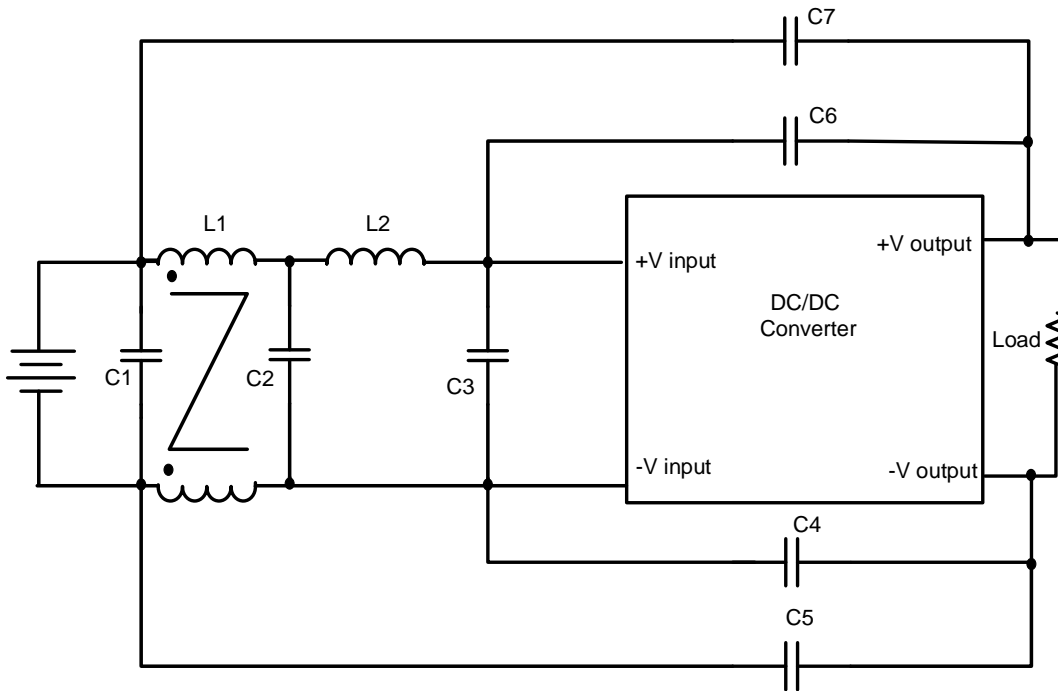 C7
C6
L1
L2
+V input
+V output
DC/DC
Converter
Load
C1
C2
C3
-V input
-V output
C4
C5